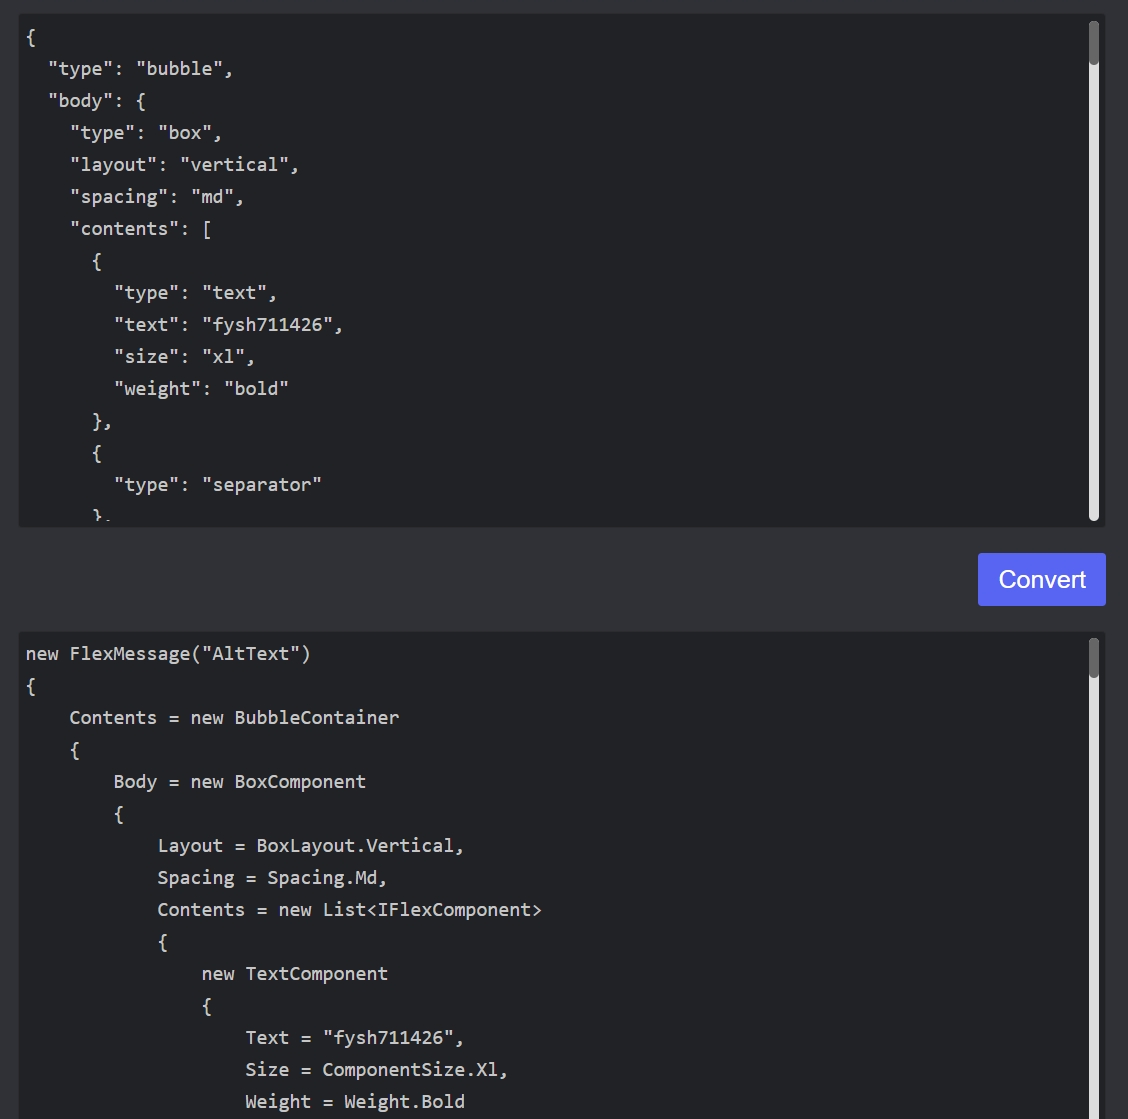 {
  "type": "bubble",
  "body": {
    "type": "box",
    "layout": "vertical",
    "spacing": "md",
    "contents": [
      {
        "type": "text",
        "text": "fysh711426",
        "size": "xl",
        "weight": "bold"
      },
      {
        "type": "separator"
      },
Convert
new FlexMessage("AltText")
{
    Contents = new BubbleContainer
    {
        Body = new BoxComponent
        {
            Layout = BoxLayout.Vertical,
            Spacing = Spacing.Md,
            Contents = new List<IFlexComponent>
            {
                new TextComponent
                {
                    Text = "fysh711426",
                    Size = ComponentSize.Xl,
                    Weight = Weight.Bold